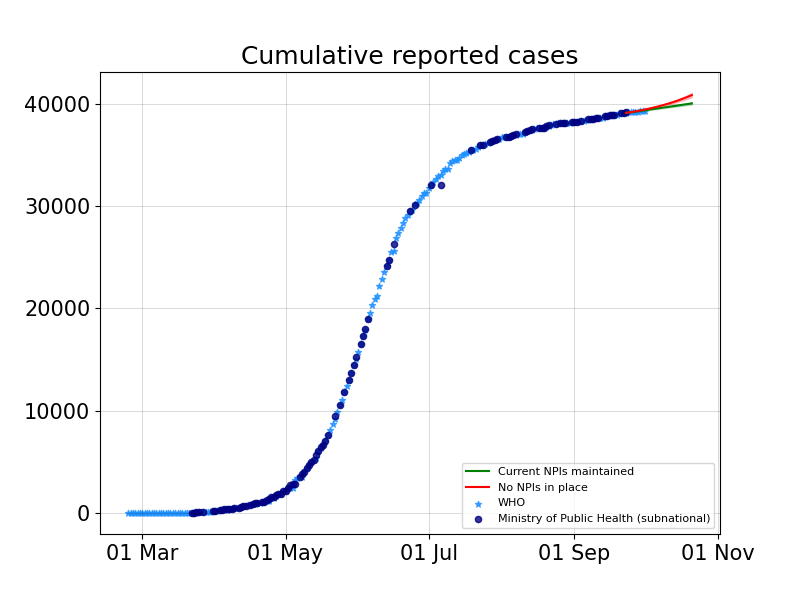 Cumulative reported cases
40000
30000
20000
10000
0
Current NPIs maintained
No NPIs in place
WHO
Ministry of Public Health (subnational)
01 Mar
01 May
01 Jul
01 Sep
01 Nov